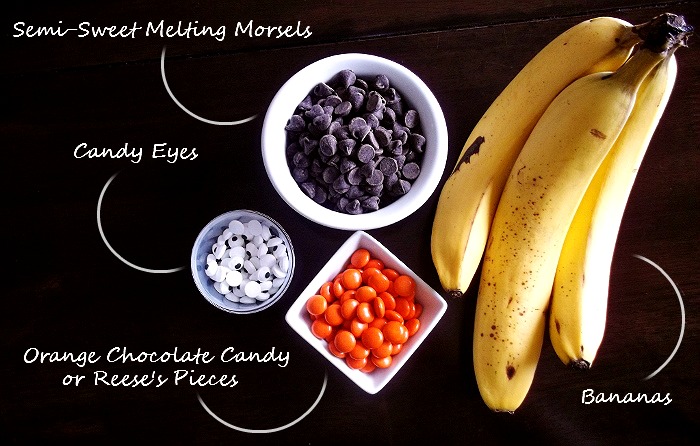 Semi-Sweet Melting Morsels
Candy Eyes
Orange Chocolate Candy
or Reese's Pieces
Bananas